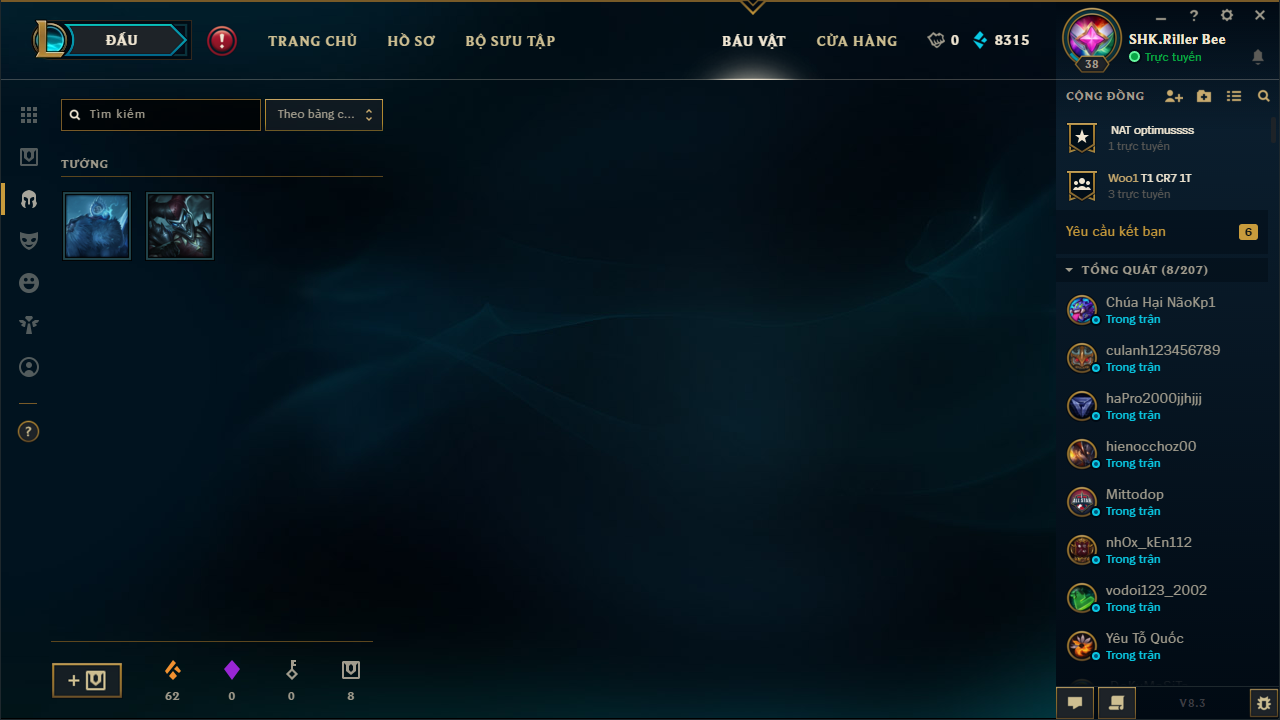 ĐẤU
TRANG CHỦ
HỒ SƠ
BỘ SƯU TẬP
BÁU VẬT
CỬA HÀNG
0
8315
?
38
SHK.Riller Bee
Trực tuyến
Tìm kiếm
Theo bảng c...
TƯỚNG
?
+
62
0
0
8
CỘNG ĐỒNG
NAT optimussss
1 trực tuyến
Woo1 T1 CR7 1T
3 trực tuyến
Yêu cầu kết bạn
6
TỔNG QUÁT (8/207)
Chúa Hại NãoKp1
Trong trận
culanh123456789
Trong trận
haPro2000jjhjjj
Trong trận
hienocchoz00
Trong trận
Mittodop
Trong trận
nhOx_kEn112
Trong trận
vodoi123_2002
Trong trận
Yêu Tổ Quốc
Trong trận
V8.3